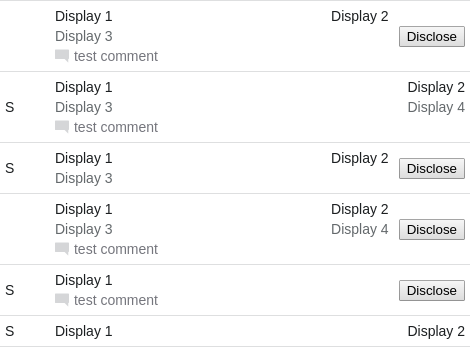 Display 1 Display 2
Display 3 Disclose
test comment
Display 1 Display 2
S Display 3 Display 4
test comment
Display 1 Display 2
S Disclose
Display 3
Display 1 Display 2
Display 3 Display 4 Disclose
test comment
Display 1
S Disclose
test comment
S Display 1 Display 2